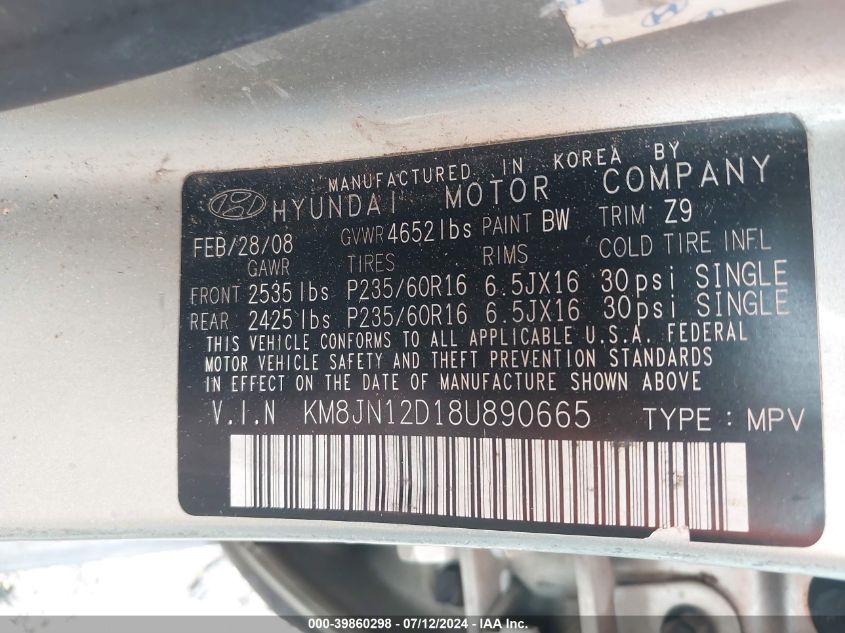 MANUFACTURED IN KOREA BY
HYUNDAI MOTOR COMPANY
FEB/28/08 GVWR 4652 lbs PAINT BW TRIM Z9
GAWR TIRES RIMS COLD TIRE INFL
FRONT 2535 lbs P235/60R16 6.5JX16 30psi SINGLE
REAR 2425 lbs P235/60R16 6.5JX16 30psi SINGLE
THIS VEHICLE CONFORMS TO ALL APPLICABLE U.S.A. FEDERAL
MOTOR VEHICLE SAFETY AND THEFT PREVENTION STANDARDS
IN EFFECT ON THE DATE OF MANUFACTURE SHOWN ABOVE
V.I.N KM8JN12D18U890665 TYPE : MPV
000-39860298 - 07/12/2024 - IAA Inc.